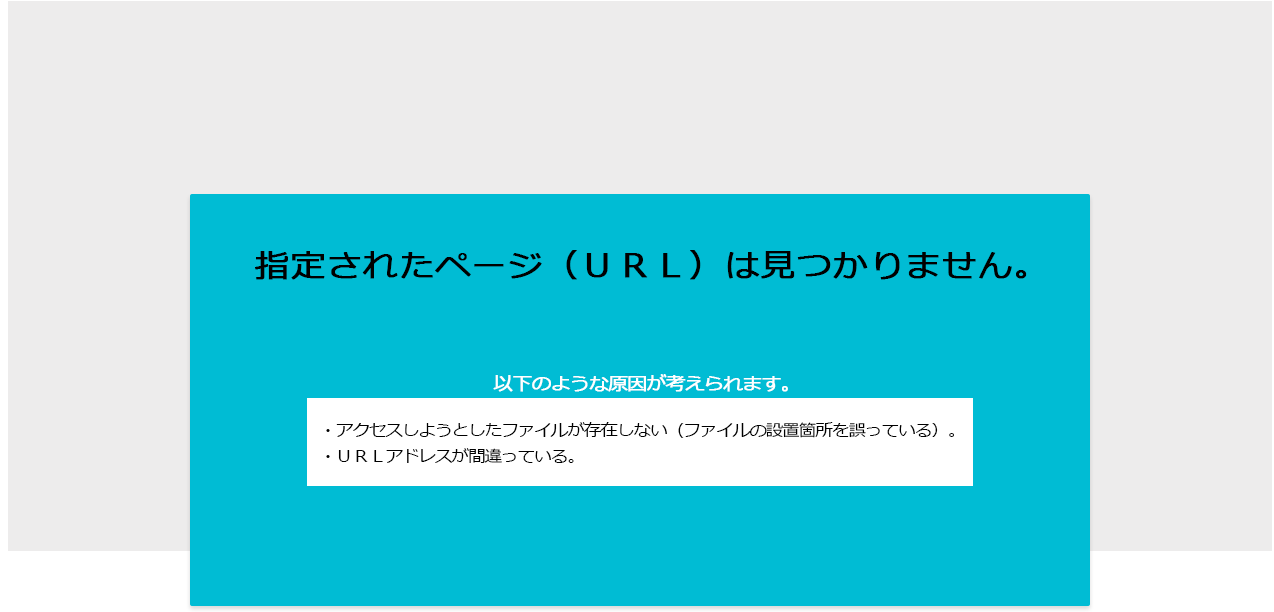 指定されたページ（ＵＲＬ）は見つかりません。
以下のような原因が考えられます。
・アクセスしようとしたファイルが存在しない（ファイルの設置箇所を誤っている）。
・ＵＲＬアドレスが間違っている。